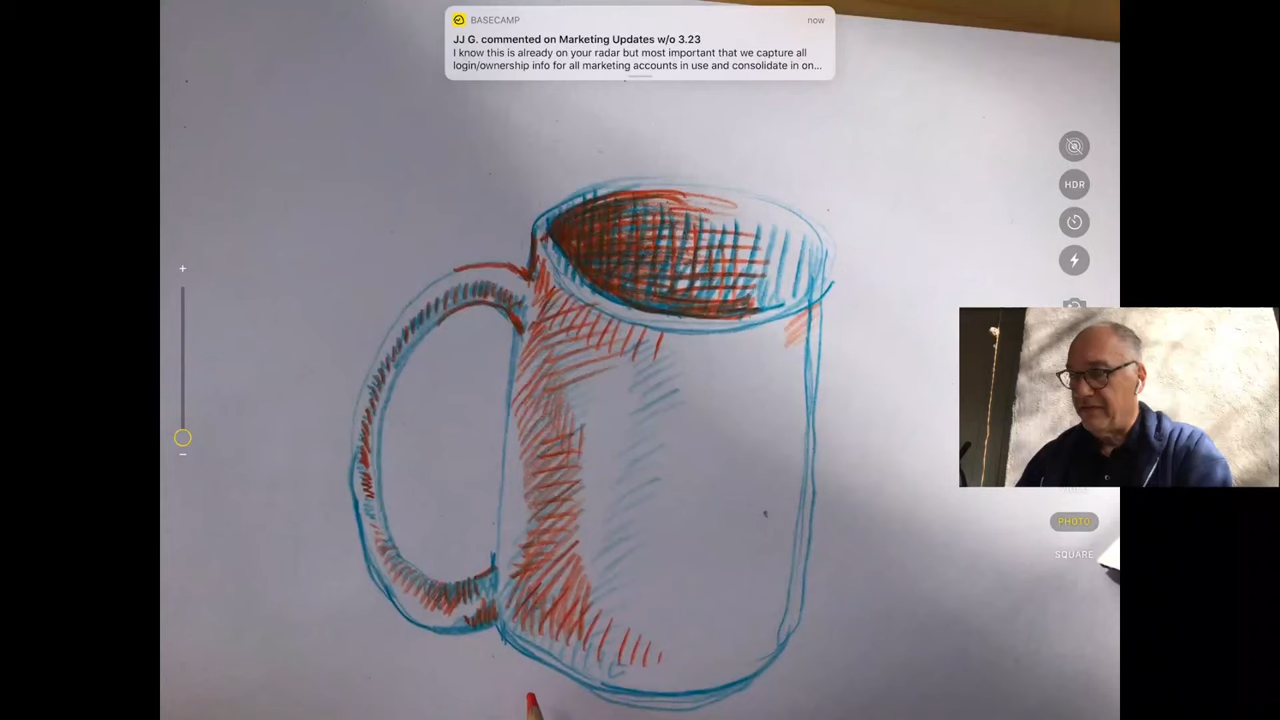 BASECAMP
now
JJ G. commented on Marketing Updates w/o 3.23
I know this is already on your radar but most important that we capture all
login/ownership info for all marketing accounts in use and consolidate in on...
HDR
PHOTO
SQUARE